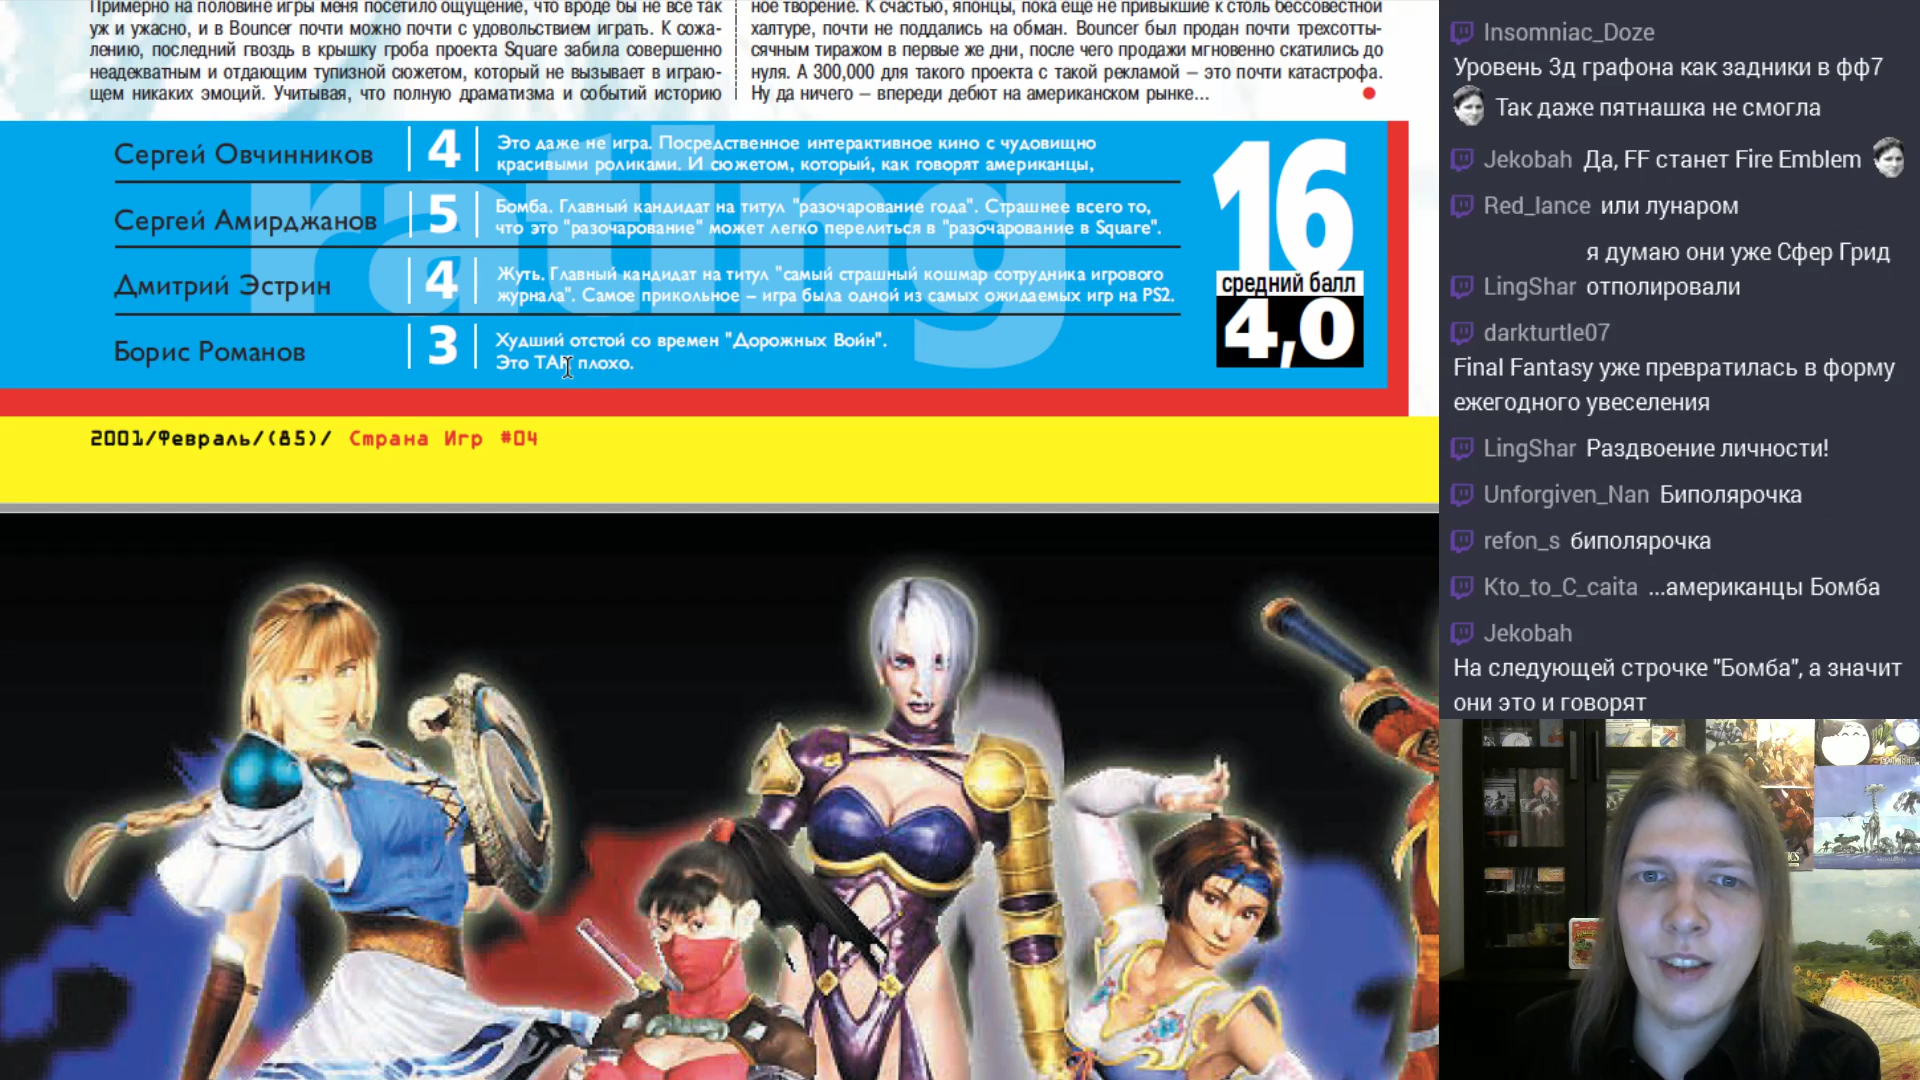 Примерно на половине игры меня посетило ощущение, что вроде бы не все так
уж и ужасно, и в Bouncer почти можно почти с удовольствием играть. К сожа-
лению, последний гвоздь в крышку гроба проекта Square забила совершенно
неадекватным и отдающим тупизной сюжетом, который не вызывает в играю-
щем никаких эмоций. Учитывая, что полную драматизма и событий историю
ное творение. К счастью, японцы, пока еще не привыкшие к столь бессовестной
халтуре, почти не поддались на обман. Bouncer был продан почти трехсотты-
сячным тиражом в первые же дни, после чего продажи мгновенно скатились до
нуля. А 300,000 для такого проекта с такой рекламой – это почти катастрофа.
Ну да ничего – впереди дебют на американском рынке...
rating
Сергей Овчинников 4 Это даже не игра. Посредственное интерактивное кино с чудовищно
красивыми роликами. И сюжетом, который, как говорят американцы,
Сергей Амирджанов 5 Бомба. Главный кандидат на титул "разочарование года". Страшнее всего то,
что это "разочарование" может легко перелиться в "разочарование в Square".
Дмитрий Эстрин 4 Жуть. Главный кандидат на титул "самый страшный кошмар сотрудника игрового
журнала". Самое прикольное – игра была одной из самых ожидаемых игр на PS2.
Борис Романов 3 Худший отстой со времен "Дорожных Войн".
Это ТАК плохо.
16
средний балл
4,0
2001/Февраль/(85)/ Страна Игр #04
Insomniac_Doze
Уровень 3д графона как задники в фф7
Так даже пятнашка не смогла
Jekobah Да, FF станет Fire Emblem
Red_lance или лунаром
я думаю они уже Сфер Грид
LingShar отполировали
darkturtle07
Final Fantasy уже превратилась в форму
ежегодного увеселения
LingShar Раздвоение личности!
Unforgiven_Nan Биполярочка
refon_s биполярочка
Kto_to_C_caita ...американцы Бомба
Jekobah
На следующей строчке "Бомба", а значит
они это и говорят